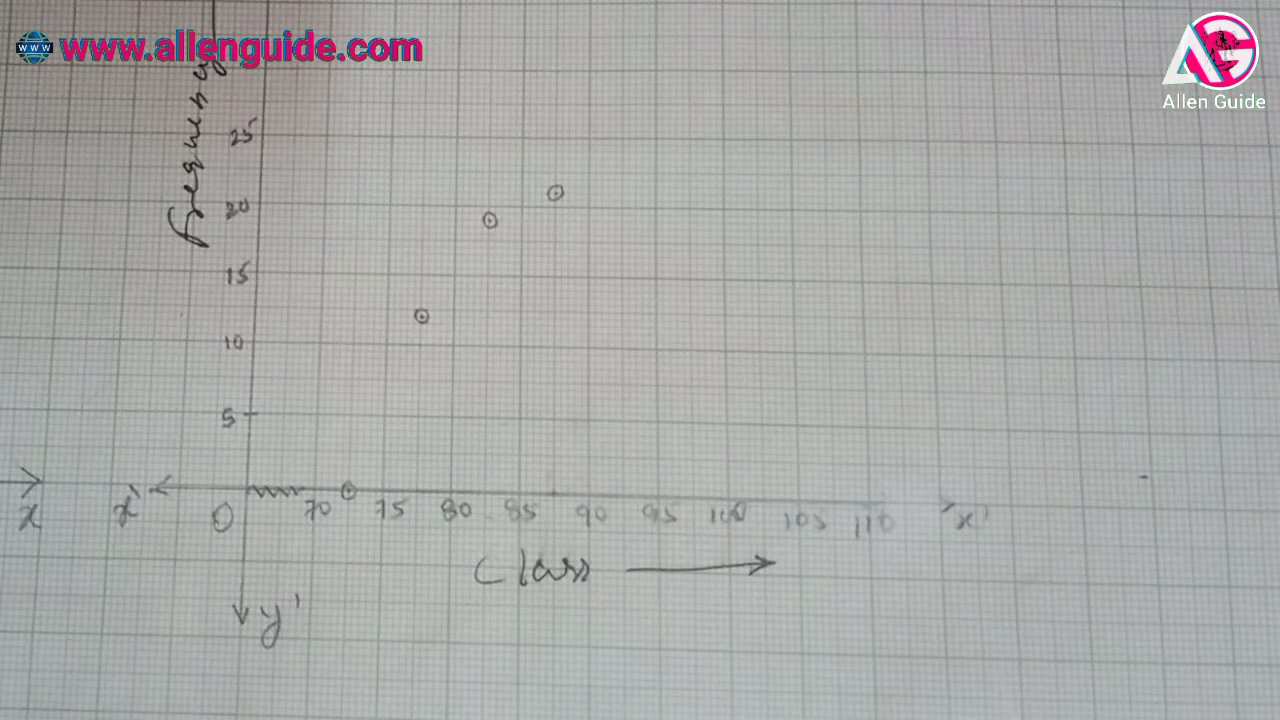 www.allenguide.com
AG
Allen Guide
frequency
25
20
15
10
5
x x' O 70 75 80 85 90 95 100 105 110 x'
Class
y'